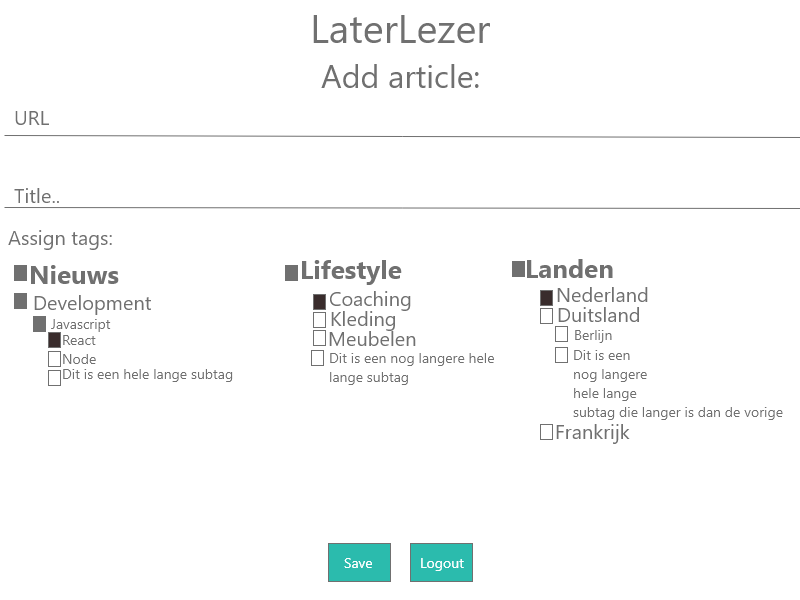 LaterLezer
Add article:
URL
Title..
Assign tags:
Nieuws
Development
Javascript
React
Node
Dit is een hele lange subtag
Lifestyle
Coaching
Kleding
Meubelen
Dit is een nog langere hele
lange subtag
Landen
Nederland
Duitsland
Berlijn
Dit is een
nog langere
hele lange
subtag die langer is dan de vorige
Frankrijk
Save
Logout